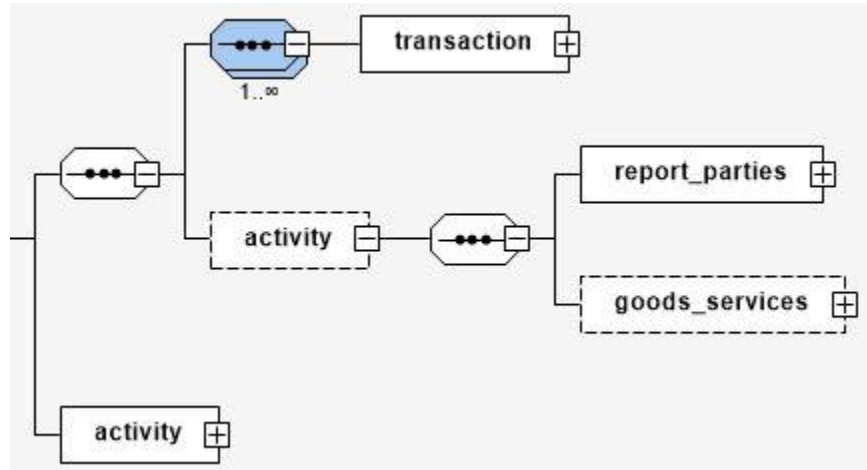 transaction
1..∞
report_parties
activity
goods_services
activity